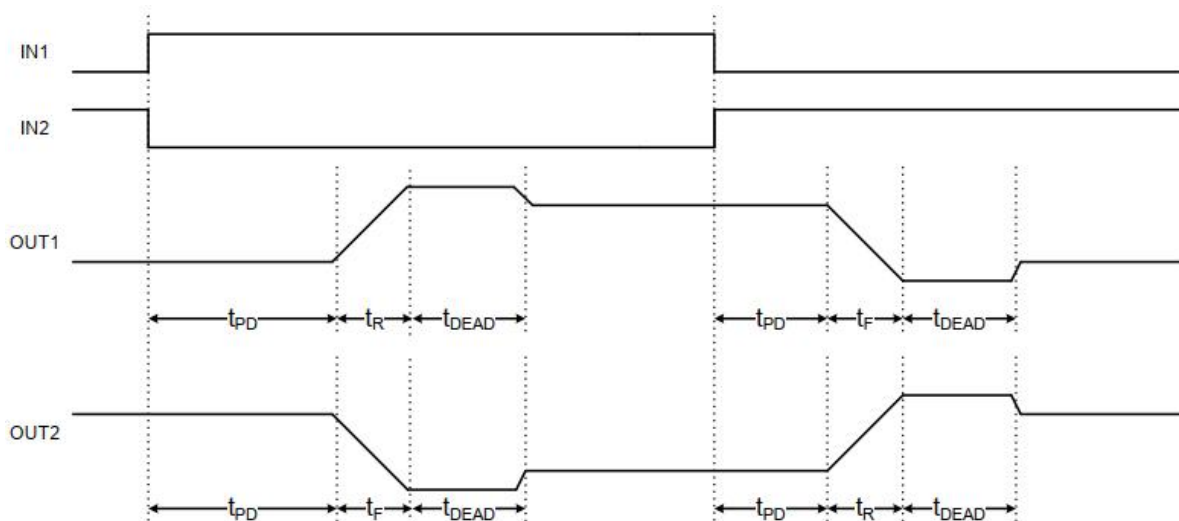 IN1
IN2
OUT1
tPD tR tDEAD tPD tF tDEAD
OUT2
tPD tF tDEAD tPD tR tDEAD